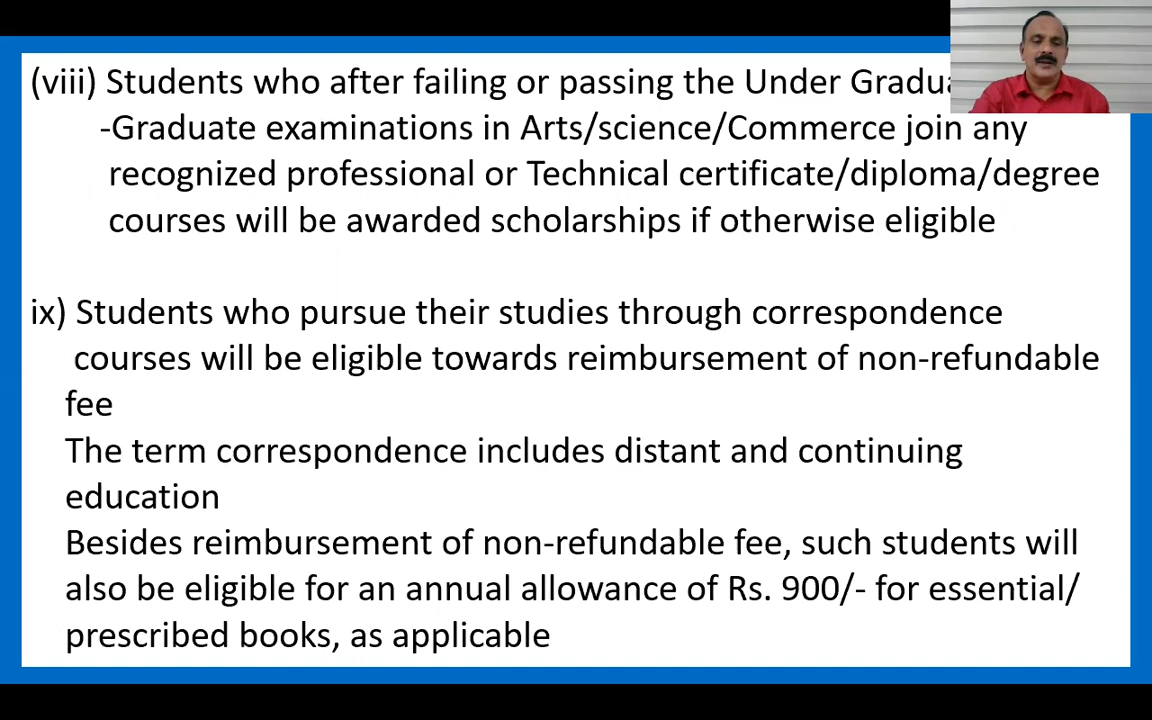 (viii) Students who after failing or passing the Under
-Graduate examinations in Arts/science/Commerce join any
recognized professional or Technical certificate/diploma/degree
courses will be awarded scholarships if otherwise eligible
ix) Students who pursue their studies through correspondence
courses will be eligible towards reimbursement of non-refundable
fee
The term correspondence includes distant and continuing
education
Besides reimbursement of non-refundable fee, such students will
also be eligible for an annual allowance of Rs. 900/- for essential/
prescribed books, as applicable